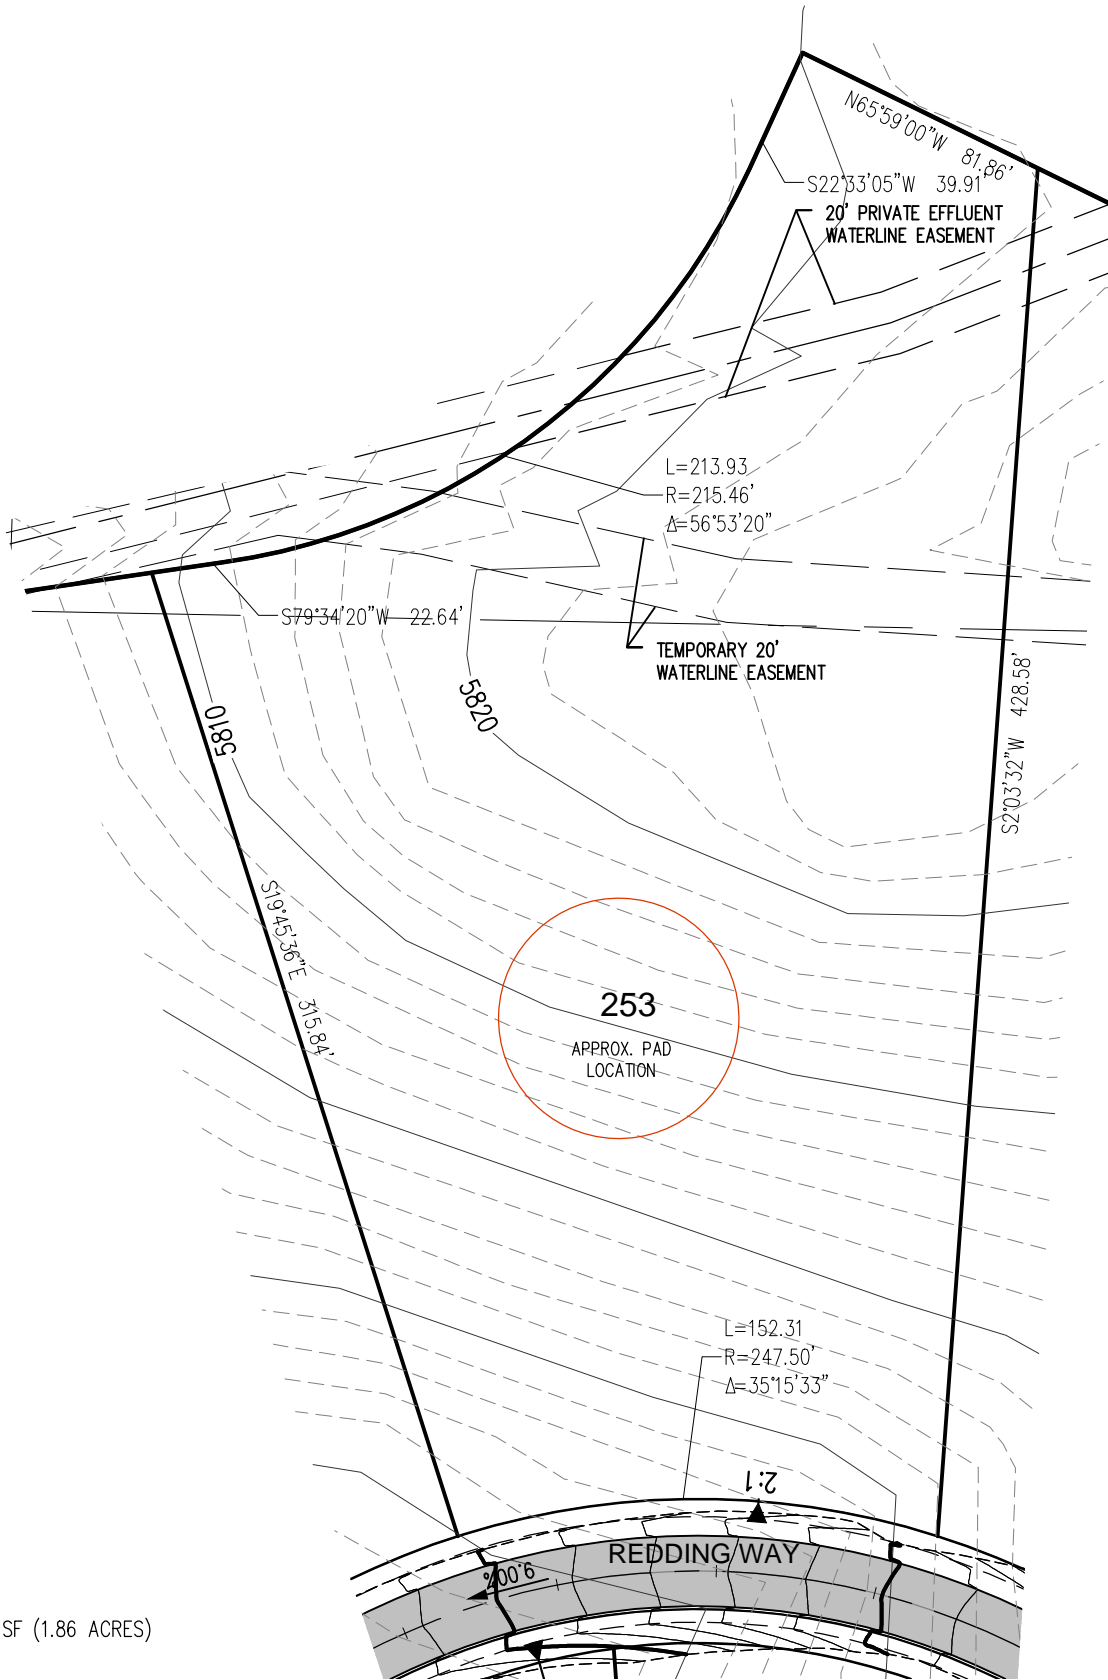 N65°59'00"W 81.86'
S22°33'05"W 39.91'
20' PRIVATE EFFLUENT
WATERLINE EASEMENT
L=213.93
R=215.46'
Δ=56°53'20"
S79°34'20"W 22.64'
TEMPORARY 20'
WATERLINE EASEMENT
5810
5820
S2°03'32"W 428.58'
S19°45'36"E 315.84'
253
APPROX. PAD
LOCATION
L=152.31
R=247.50'
Δ=35°15'33"
2:1
REDDING WAY
9.00%
SF (1.86 ACRES)